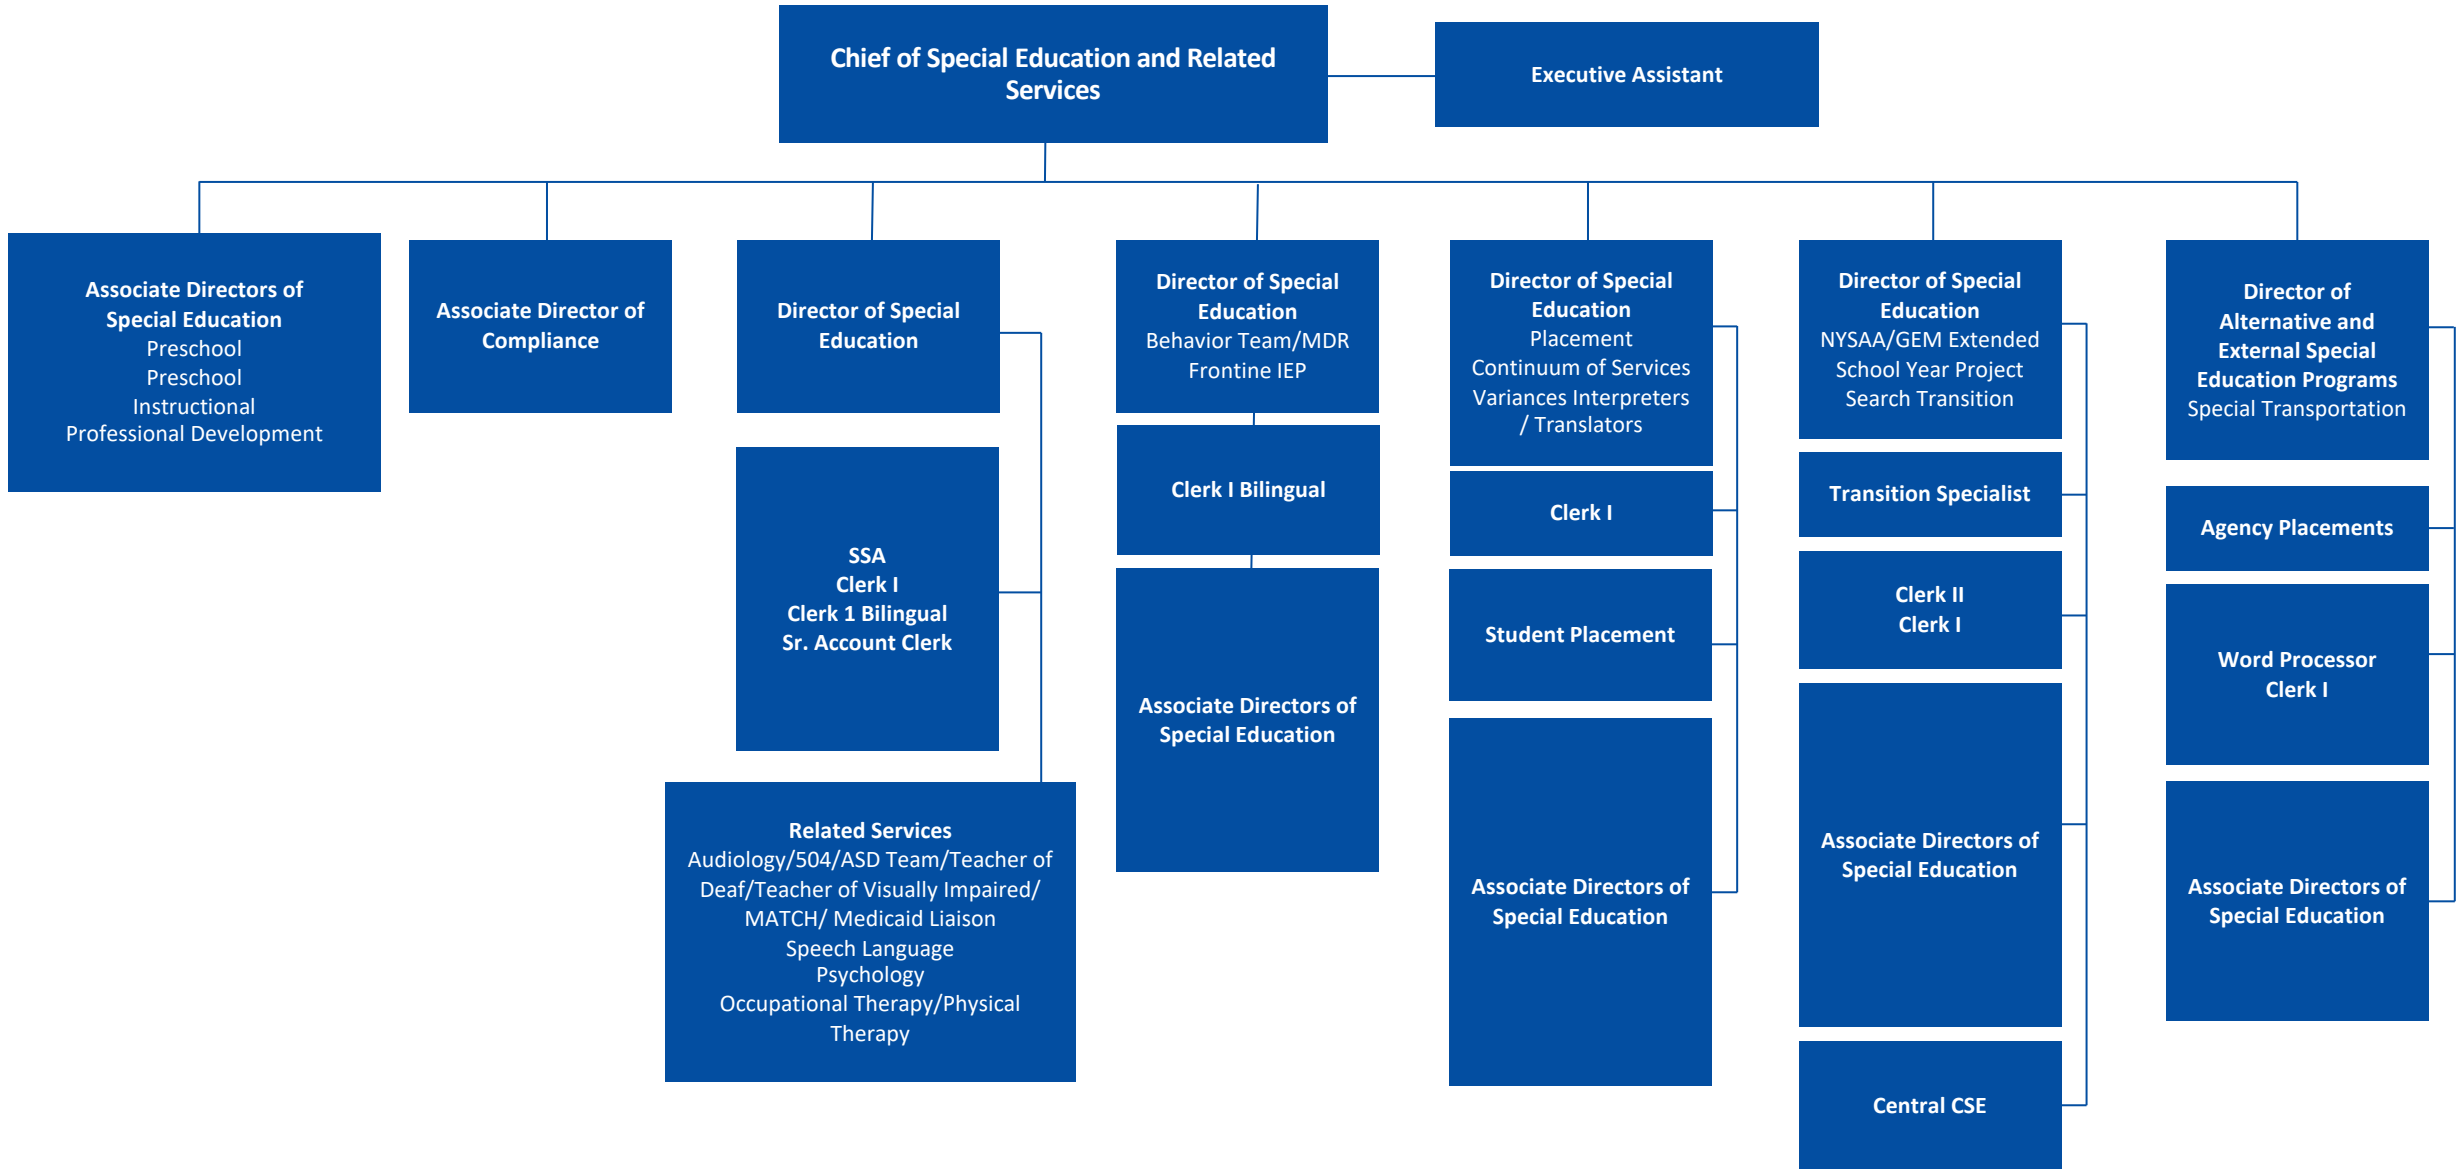 Chief of Special Education and Related
Services
Executive Assistant
Associate Directors of
Special Education
Preschool
Preschool
Instructional
Professional Development
Associate Director of
Compliance
Director of Special
Education
SSA
Clerk I
Clerk 1 Bilingual
Sr. Account Clerk
Related Services
Audiology/504/ASD Team/Teacher of
Deaf/Teacher of Visually Impaired/
MATCH/ Medicaid Liaison
Speech Language
Psychology
Occupational Therapy/Physical
Therapy
Director of Special
Education
Behavior Team/MDR
Frontine IEP
Clerk I Bilingual
Associate Directors of
Special Education
Director of Special
Education
Placement
Continuum of Services
Variances Interpreters
/ Translators
Clerk I
Student Placement
Associate Directors of
Special Education
Director of Special
Education
NYSAA/GEM Extended
School Year Project
Search Transition
Transition Specialist
Clerk II
Clerk I
Associate Directors of
Special Education
Central CSE
Director of
Alternative and
External Special
Education Programs
Special Transportation
Agency Placements
Word Processor
Clerk I
Associate Directors of
Special Education